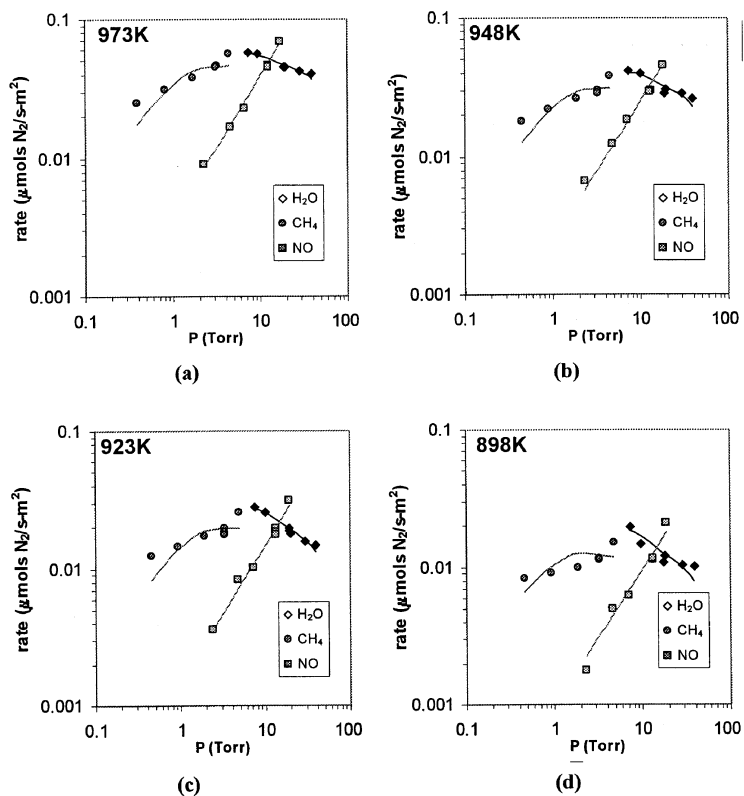 973K
0.1
0.01
0.001
rate (μmols N₂/s-m²)
H₂O
CH₄
NO
0.1 1 10 100
P (Torr)
(a)
948K
0.1
0.01
0.001
rate (μmols N₂/s-m²)
H₂O
CH₄
NO
0.1 1 10 100
P (Torr)
(b)
923K
0.1
0.01
0.001
rate (μmols N₂/s-m²)
H₂O
CH₄
NO
0.1 1 10 100
P (Torr)
(c)
898K
0.1
0.01
0.001
rate (μmols N₂/s-m²)
H₂O
CH₄
NO
0.1 1 10 100
P (Torr)
(d)